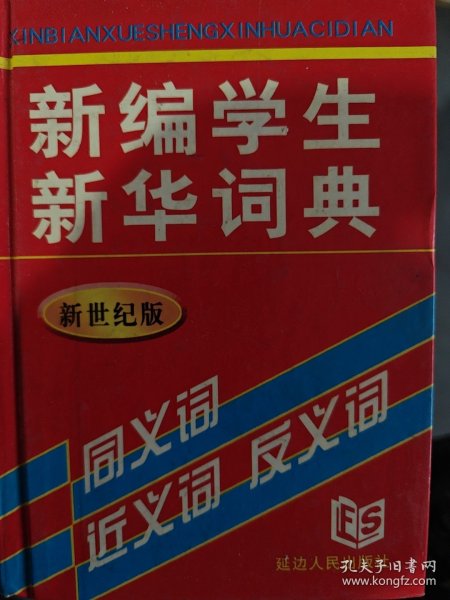 XINBIANXUESHENGXINHUACIDIAN
新编学生
新华词典
新世纪版
同义词
近义词 反义词
FS
延边人民出版社
孔夫子旧书网
www.kongfz.com